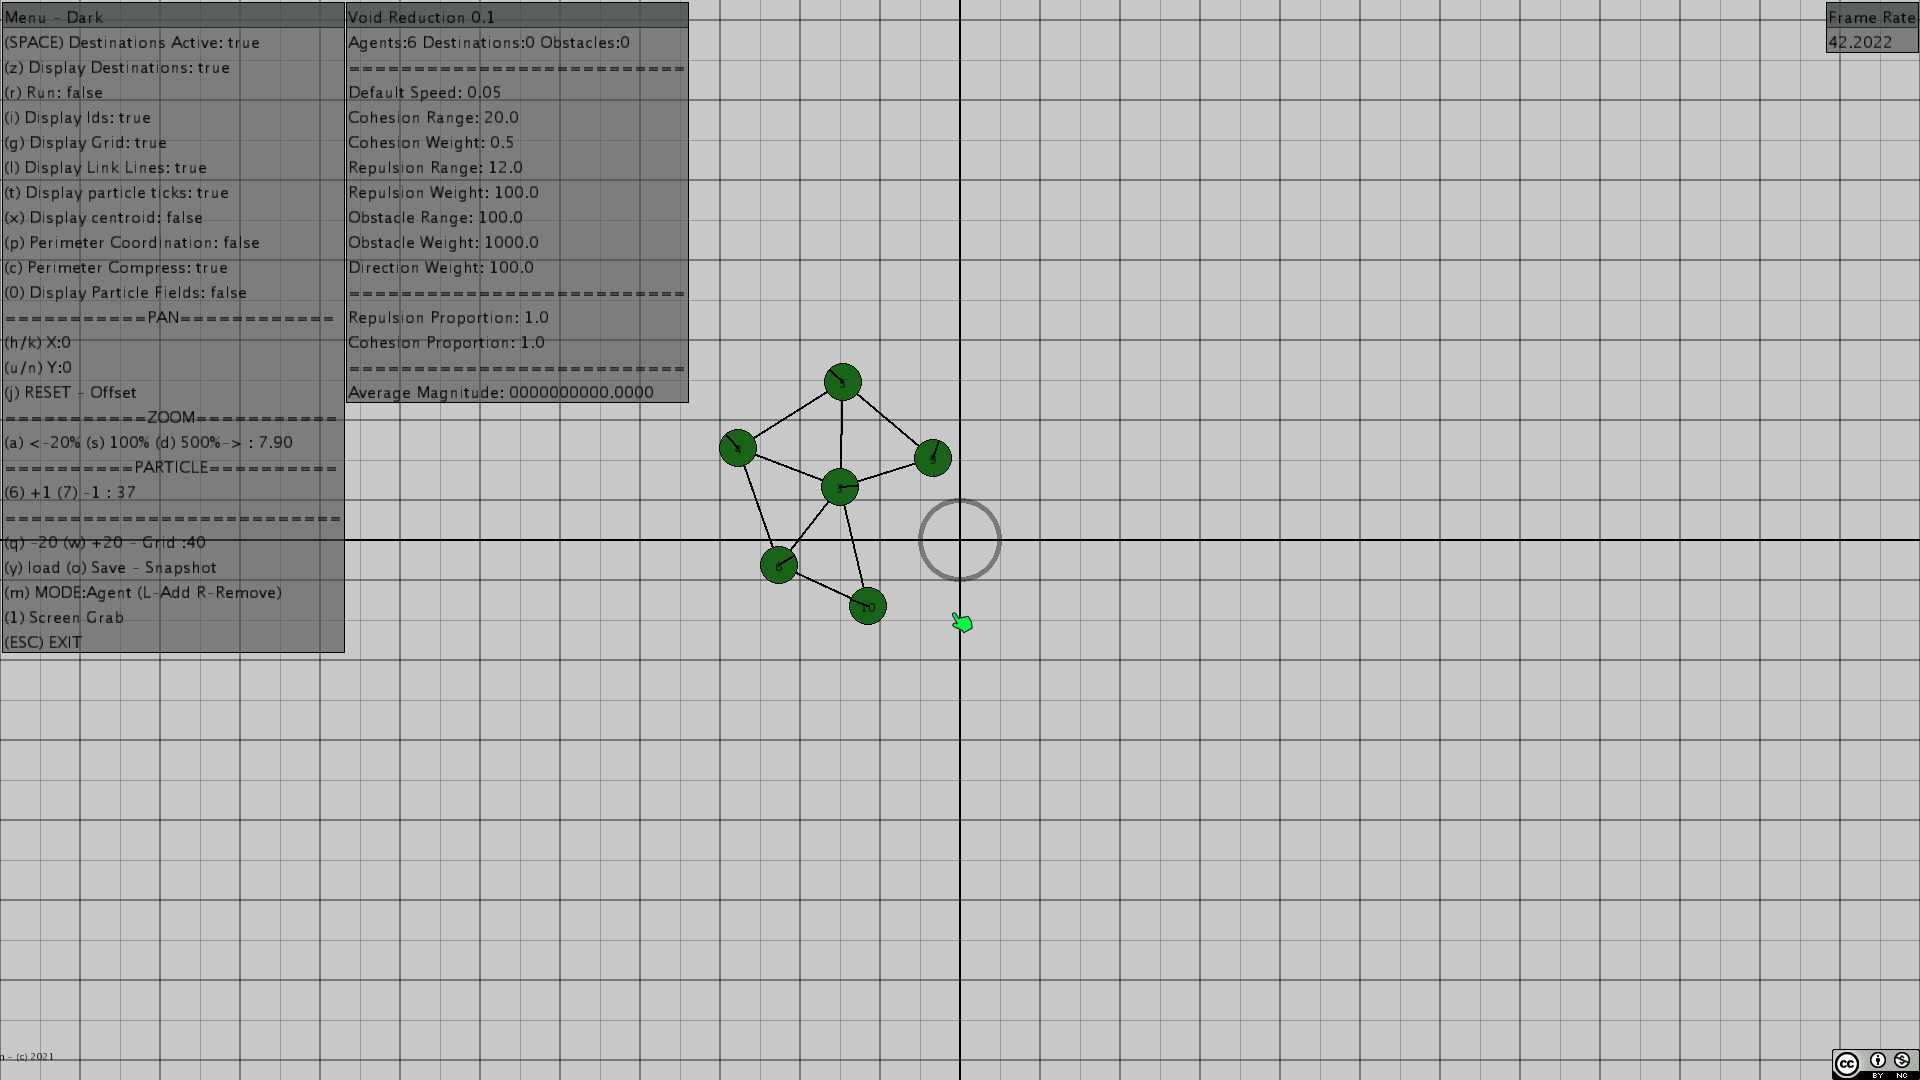 Menu - Dark
(SPACE) Destinations Active: true
(z) Display Destinations: true
(r) Run: false
(i) Display Ids: true
(g) Display Grid: true
(l) Display Link Lines: true
(t) Display particle ticks: true
(x) Display centroid: false
(p) Perimeter Coordination: false
(c) Perimeter Compress: true
(0) Display Particle Fields: false
===========PAN============
(h/k) X:0
(u/n) Y:0
(j) RESET - Offset
===========ZOOM===========
(a) <-20% (s) 100% (d) 500%-> : 7.90
==========PARTICLE==========
(6) +1 (7) -1 : 37
==========================
(q) -20 (w) +20 - Grid :40
(y) load (o) Save - Snapshot
(m) MODE:Agent (L-Add R-Remove)
(1) Screen Grab
(ESC) EXIT
Void Reduction 0.1
Agents:6 Destinations:0 Obstacles:0
==========================
Default Speed: 0.05
Cohesion Range: 20.0
Cohesion Weight: 0.5
Repulsion Range: 12.0
Repulsion Weight: 100.0
Obstacle Range: 100.0
Obstacle Weight: 1000.0
Direction Weight: 100.0
==========================
Repulsion Proportion: 1.0
Cohesion Proportion: 1.0
==========================
Average Magnitude: 0000000000.0000
Frame Rate
42.2022
10
- (c) 2021
cc
BY NC